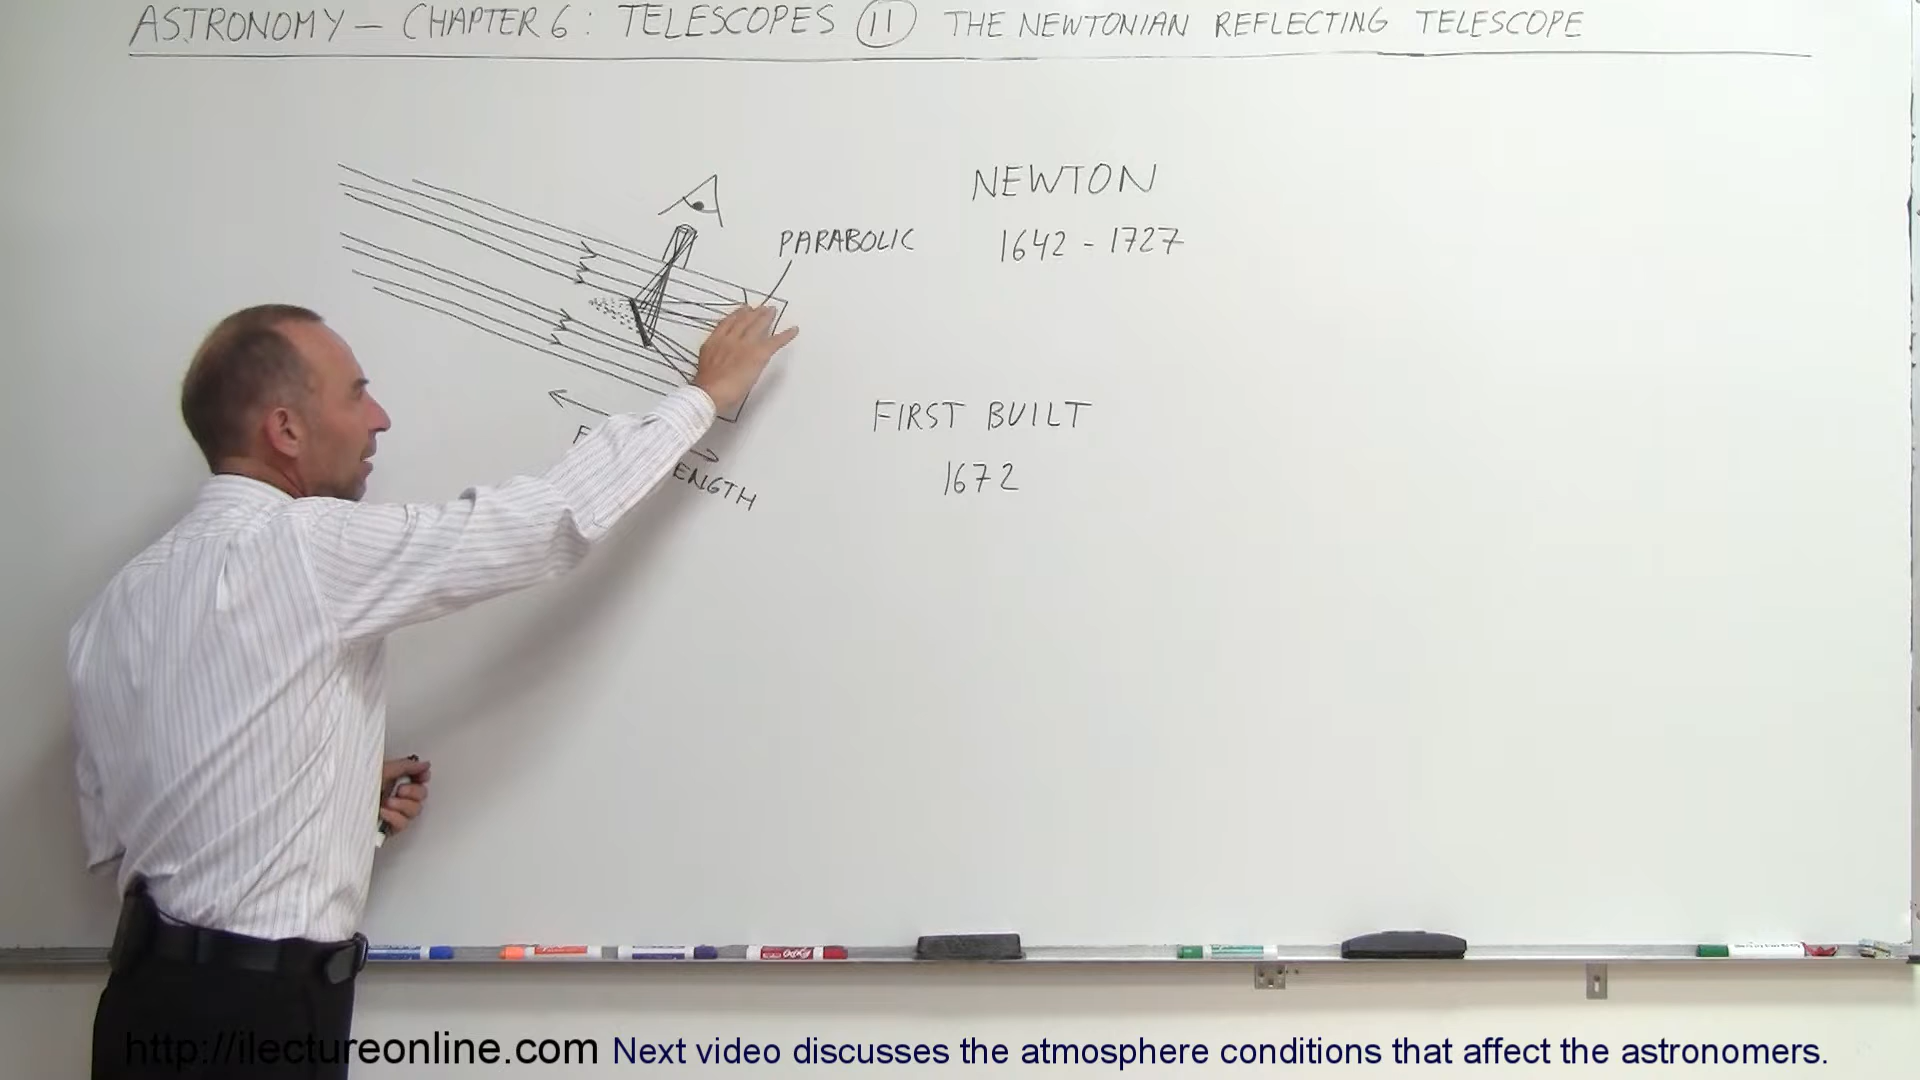 ASTRONOMY - CHAPTER 6: TELESCOPES 11 THE NEWTONIAN REFLECTING TELESCOPE
NEWTON
PARABOLIC
1642 - 1727
FIRST BUILT
1672
http://ilectureonline.com Next video discusses the atmosphere conditions that affect the astronomers.